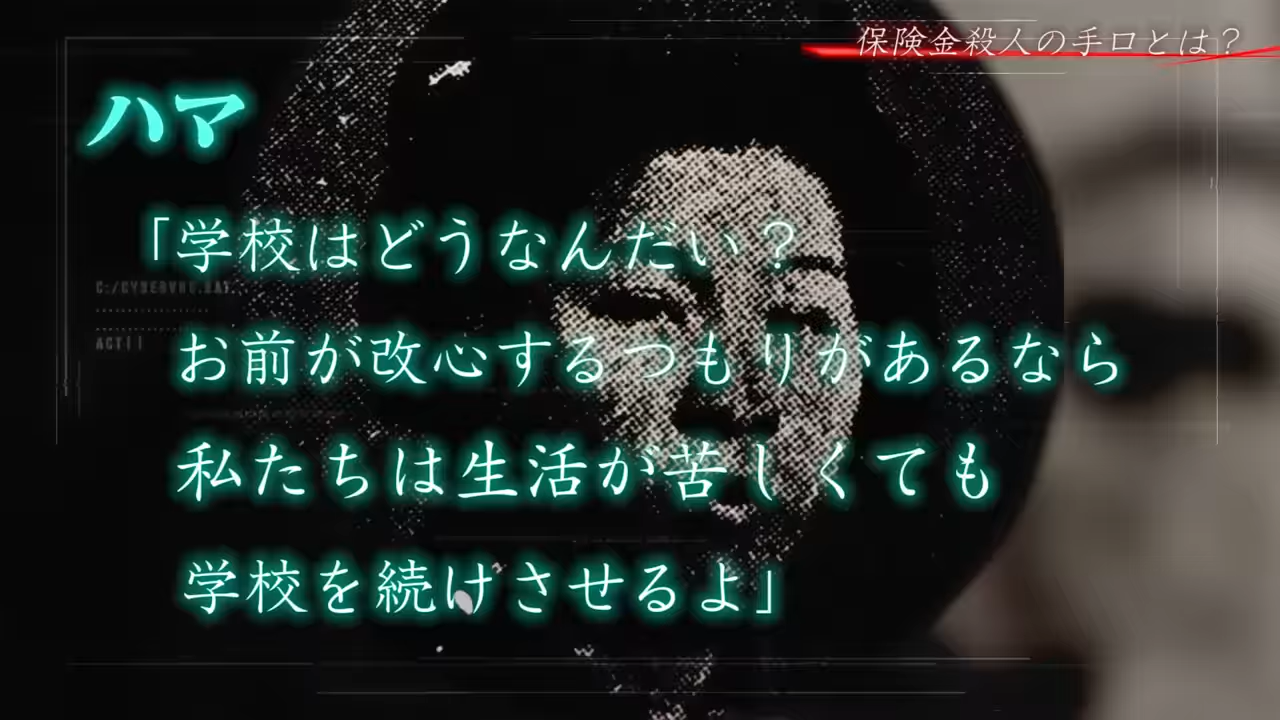 保険金殺人の手口とは？
ハマ
「学校はどうなんだい？
お前が改心するつもりがあるなら
私たちは生活が苦しくても
学校を続けさせるよ」